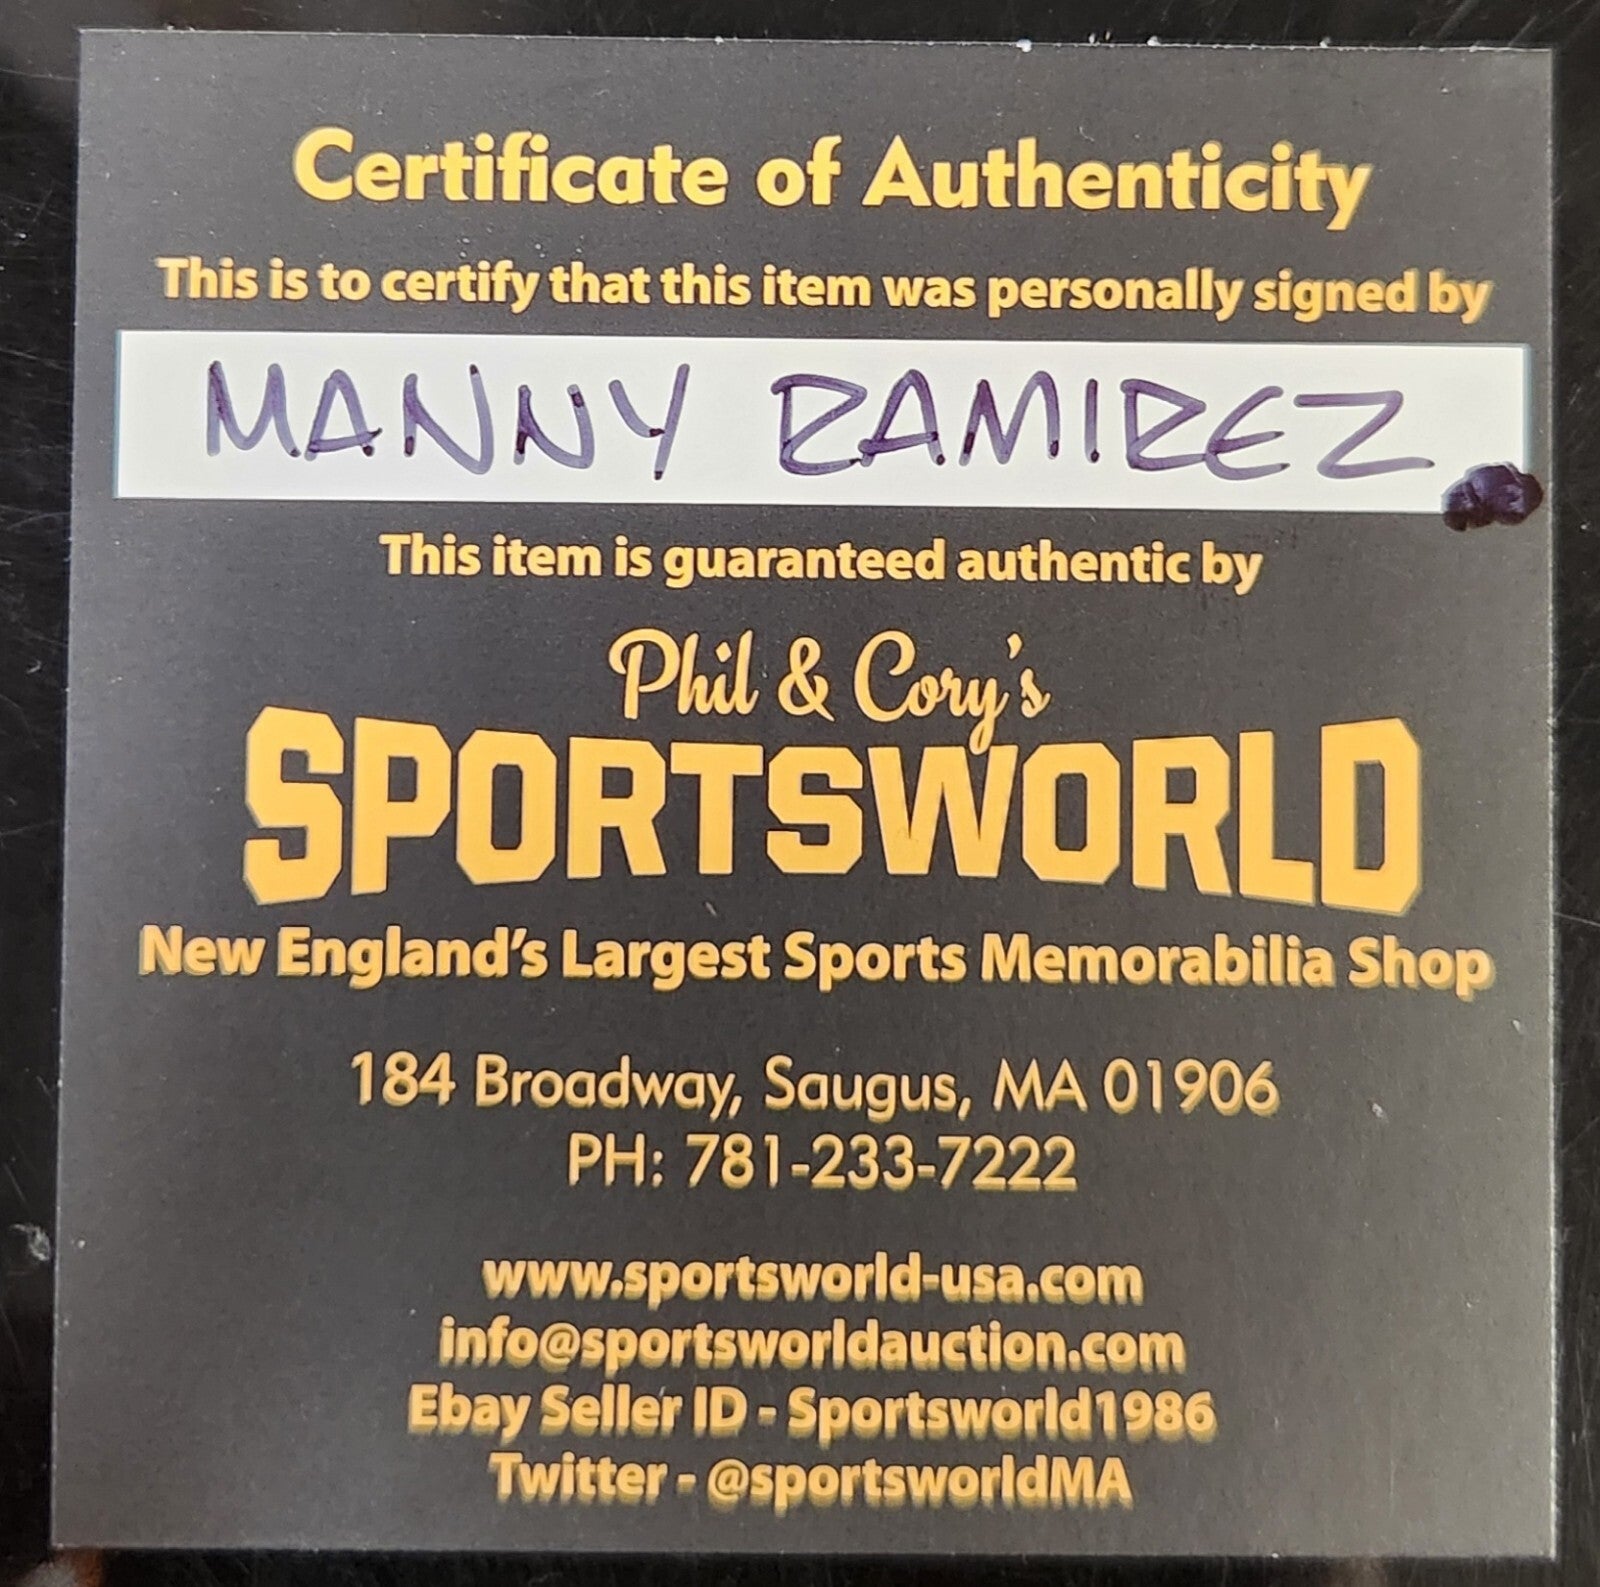 Certificate of Authenticity
This is to certify that this item was personally signed by
MANNY RAMIREZ
This item is guaranteed authentic by
Phil & Cory's
SPORTSWORLD
New England's Largest Sports Memorabilia Shop
184 Broadway, Saugus, MA 01906
PH: 781-233-7222
www.sportsworld-usa.com
info@sportsworldauction.com
Ebay Seller ID - Sportsworld1986
Twitter - @sportsworldMA